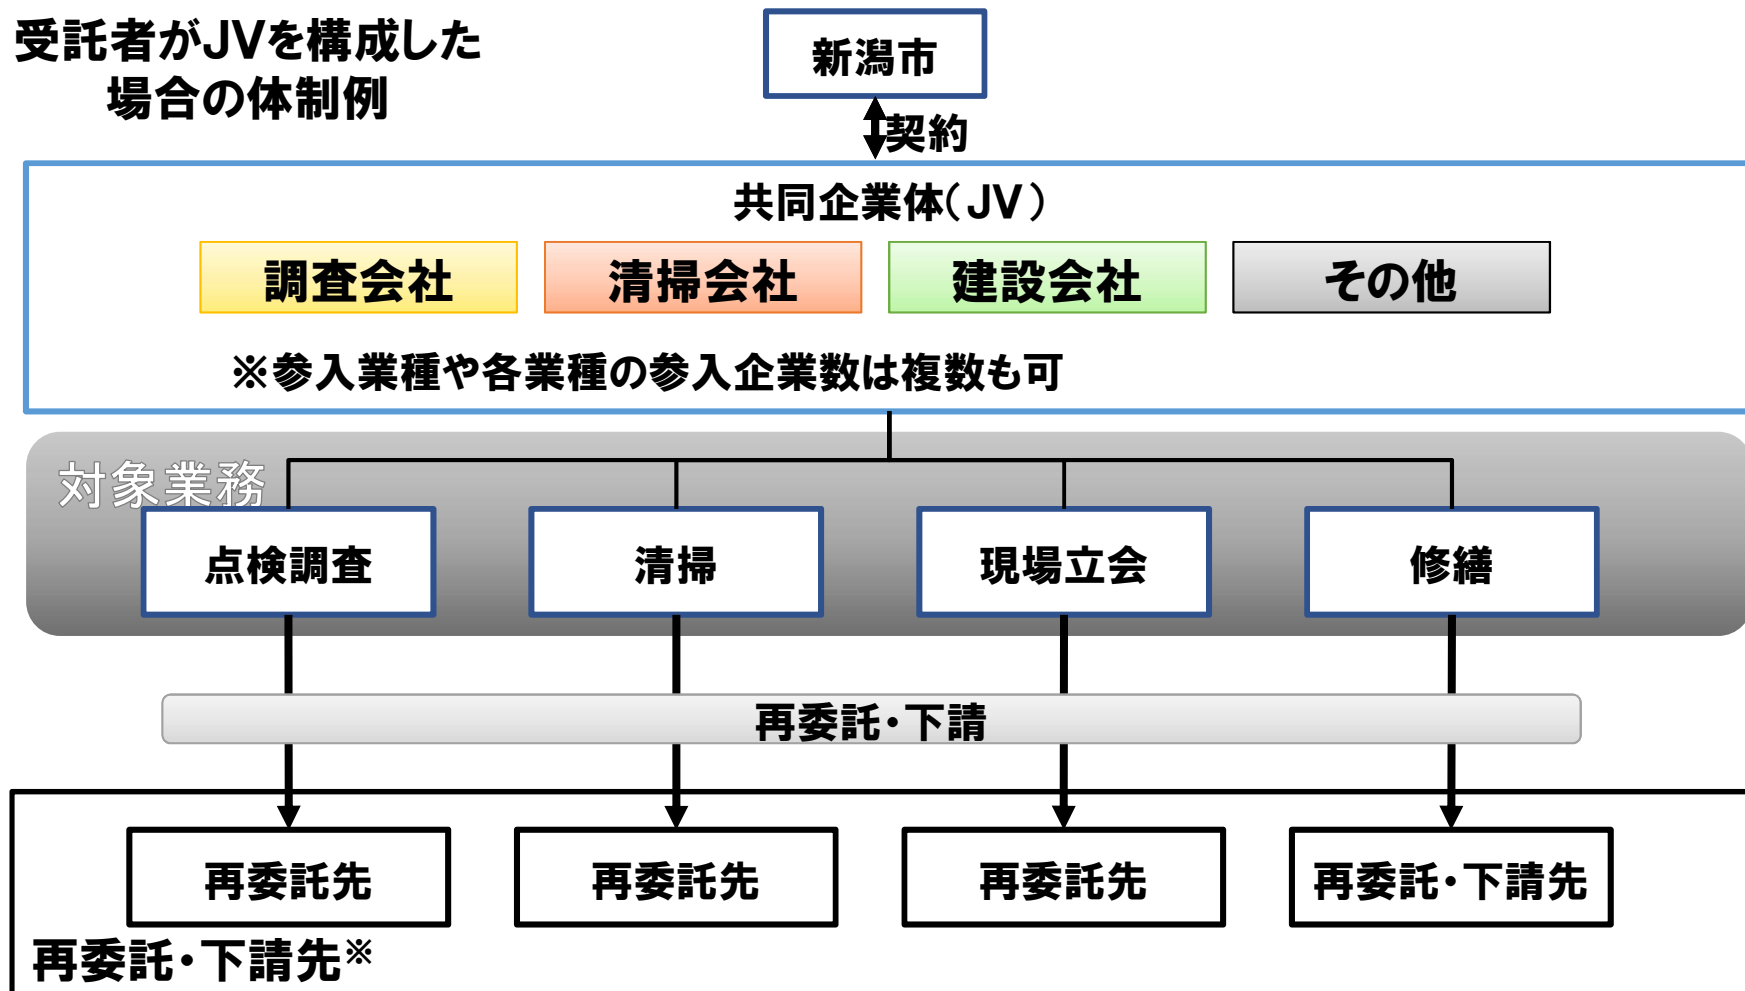 受託者がJVを構成した
場合の体制例
新潟市
契約
共同企業体(JV)
調査会社
清掃会社
建設会社
その他
※参入業種や各業種の参入企業数は複数も可
対象業務
点検調査
清掃
現場立会
修繕
再委託・下請
再委託先
再委託先
再委託先
再委託・下請先
再委託・下請先※